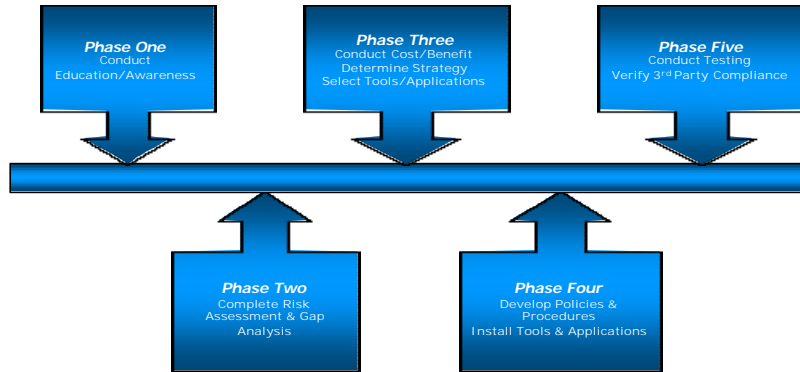 Phase One
Conduct
Education/Awareness
Phase Two
Complete Risk
Assessment & Gap
Analysis
Phase Three
Conduct Cost/Benefit
Determine Strategy
Select Tools/Applications
Phase Four
Develop Policies &
Procedures
Install Tools & Applications
Phase Five
Conduct Testing
Verify 3rd Party Compliance